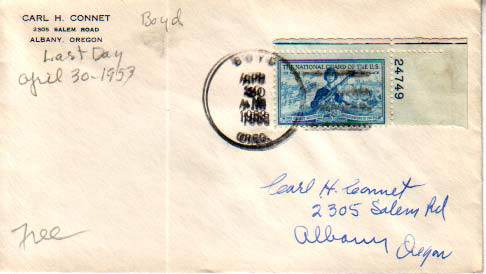 CARL H. CONNET
2305 SALEM ROAD
ALBANY, OREGON
Boyd
Last Day
April 30-1953
BOYD
APR
30
AM
1953
OREG.
THE NATIONAL GUARD OF THE U.S.
24749
Carl H. Connet
2305 Salem Rd
Albany
Oregon
Free